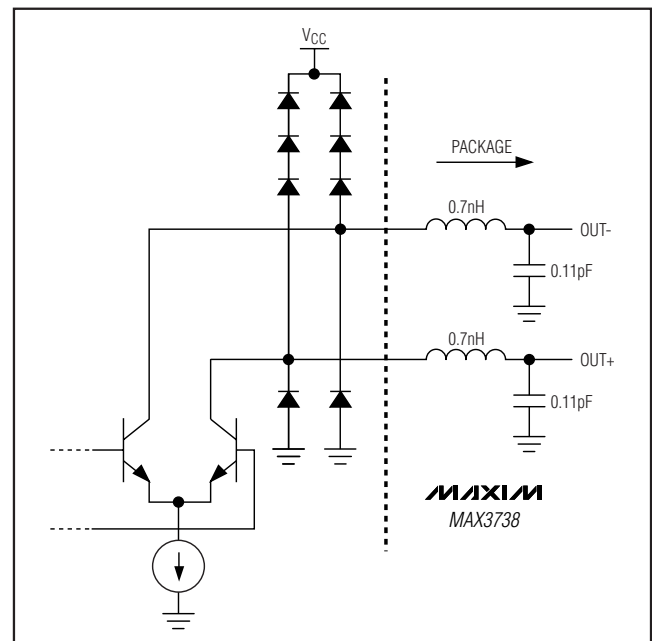 VCC
PACKAGE
0.7nH
OUT-
0.11pF
0.7nH
OUT+
0.11pF
MAXIM
MAX3738